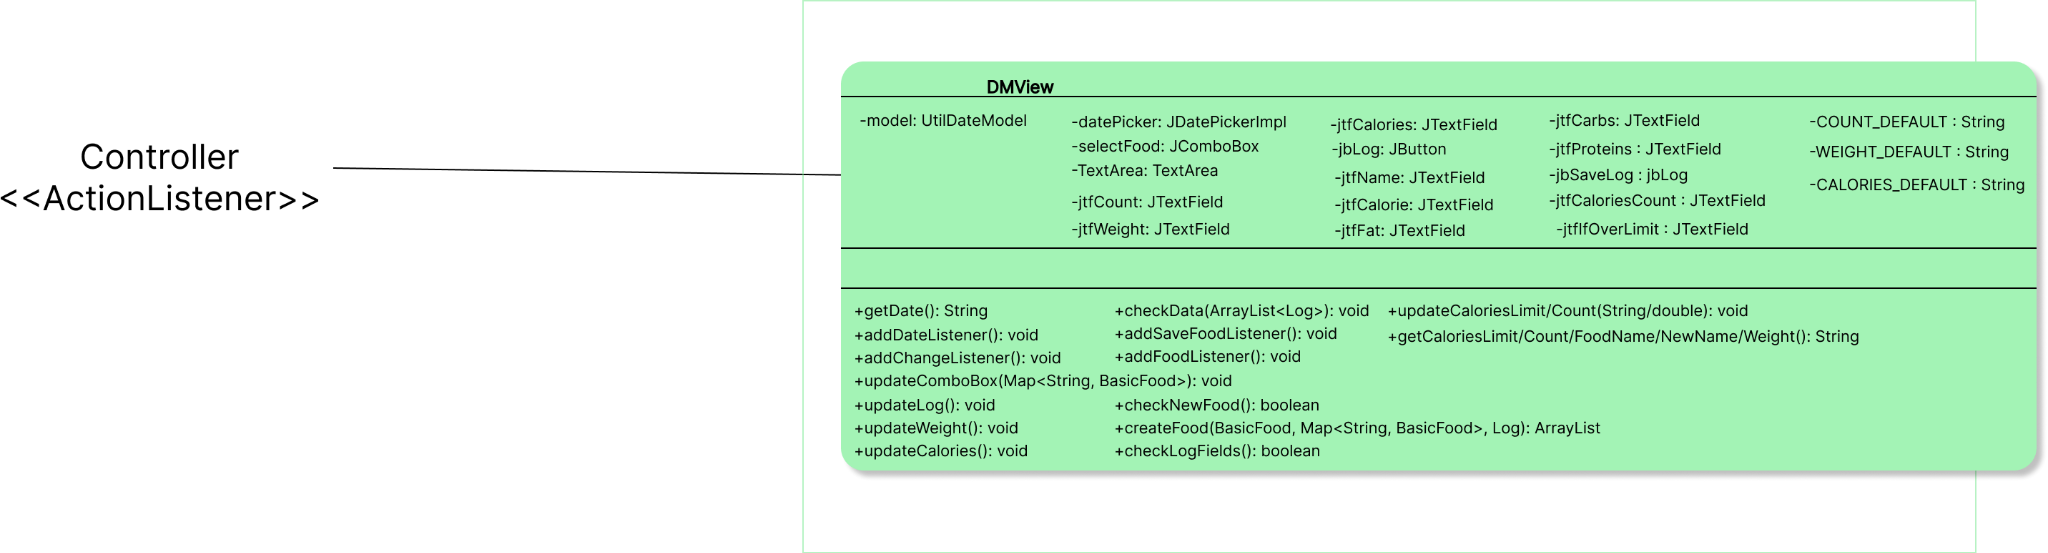 Controller
<<ActionListener>>
DMView
-model: UtilDateModel
-datePicker: JDatePickerImpl
-selectFood: JComboBox
-TextArea: TextArea
-jtfCount: JTextField
-jtfWeight: JTextField
-jtfCalories: JTextField
-jbLog: JButton
-jtfName: JTextField
-jtfCalorie: JTextField
-jtfFat: JTextField
-jtfCarbs: JTextField
-jtfProteins : JTextField
-jbSaveLog : jbLog
-jtfCaloriesCount : JTextField
-jtfIfOverLimit : JTextField
-COUNT_DEFAULT : String
-WEIGHT_DEFAULT : String
-CALORIES_DEFAULT : String
+getDate(): String
+addDateListener(): void
+addChangeListener(): void
+updateComboBox(Map<String, BasicFood>): void
+updateLog(): void
+updateWeight(): void
+updateCalories(): void
+checkData(ArrayList<Log>): void
+addSaveFoodListener(): void
+addFoodListener(): void
+checkNewFood(): boolean
+createFood(BasicFood, Map<String, BasicFood>, Log): ArrayList
+checkLogFields(): boolean
+updateCaloriesLimit/Count(String/double): void
+getCaloriesLimit/Count/FoodName/NewName/Weight(): String